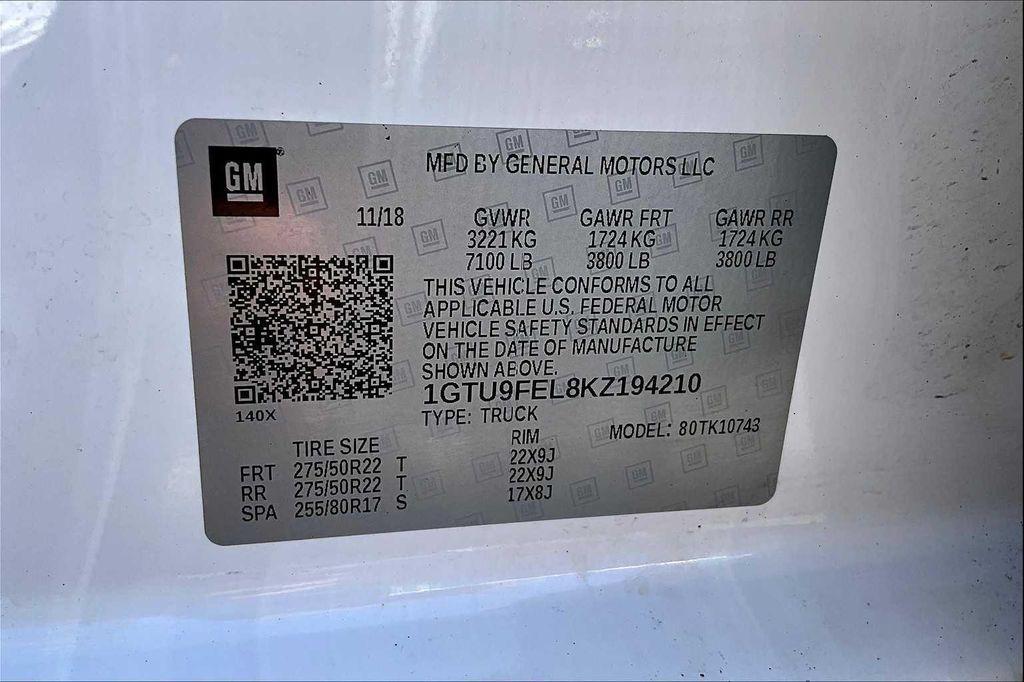 GM
MFD BY GENERAL MOTORS LLC
11/18 GVWR GAWR FRT GAWR RR
3221 KG 1724 KG 1724 KG
7100 LB 3800 LB 3800 LB
THIS VEHICLE CONFORMS TO ALL
APPLICABLE U.S. FEDERAL MOTOR
VEHICLE SAFETY STANDARDS IN EFFECT
ON THE DATE OF MANUFACTURE
SHOWN ABOVE.
1GTU9FEL8KZ194210
140X
TYPE: TRUCK
MODEL: 80TK10743
TIRE SIZE RIM
FRT 275/50R22 T 22X9J
RR 275/50R22 T 22X9J
SPA 255/80R17 S 17X8J